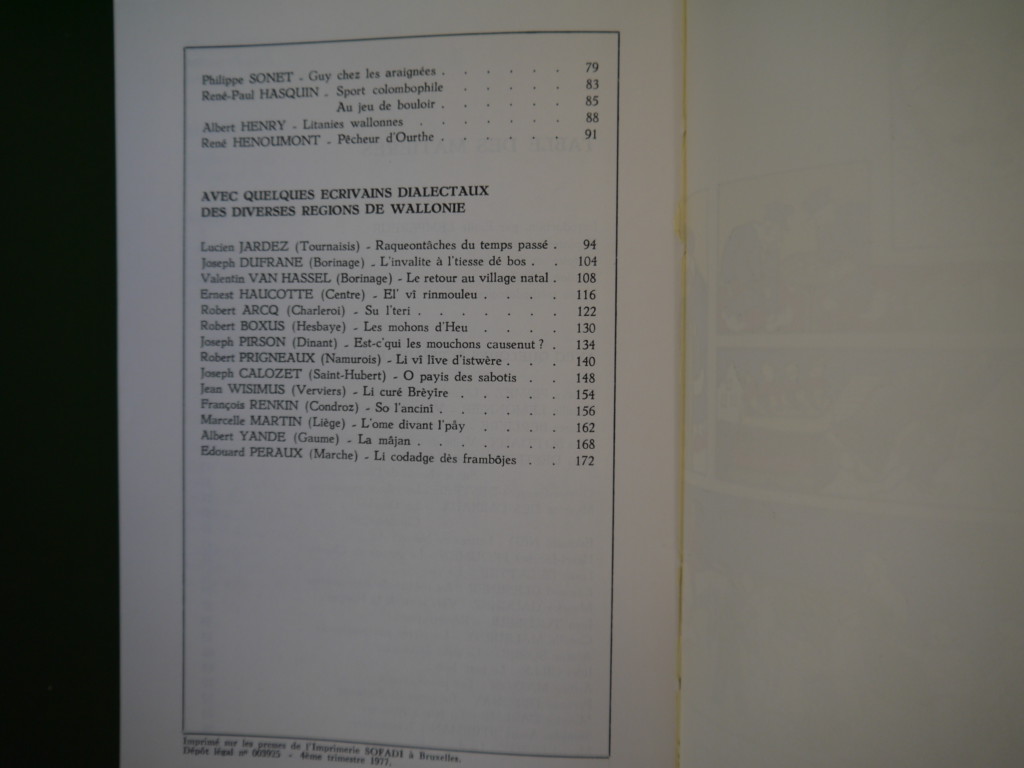 Philippe SONET - Guy chez les araignées . . . . . . 79
René-Paul HASQUIN - Sport colombophile . . . . . 83
Au jeu de bouloir . . . . . . 85
Albert HENRY - Litanies wallonnes . . . . . . 88
René HENOUMONT - Pêcheur d'Ourthe . . . . . . 91
AVEC QUELQUES ECRIVAINS DIALECTAUX
DES DIVERSES REGIONS DE WALLONIE
Lucien JARDEZ (Tournaisis) - Raqueontâches du temps passé . 94
Joseph DUFRANE (Borinage) - L'invalite à l'tiesse dé bos . . 104
Valentin VAN HASSEL (Borinage) - Le retour au village natal . 108
Ernest HAUCOTTE (Centre) - El' vî rinmouleu . . . . 116
Robert ARCQ (Charleroi) - Su l'teri . . . . . . . 122
Robert BOXUS (Hesbaye) - Les mohons d'Heu . . . . 130
Joseph PIRSON (Dinant) - Est-c'qui les mouchons causenut ? . 134
Robert PRIGNEAUX (Namurois) - Li vî lîve d'istwère . . . 140
Joseph CALOZET (Saint-Hubert) - O payis des sabotis . . 148
Jean WISIMUS (Verviers) - Li curé Brèyîre . . . . . 154
François RENKIN (Condroz) - So l'ancinî . . . . . . 156
Marcelle MARTIN (Liège) - L'ome divant l'pây . . . . 162
Albert YANDE (Gaume) - La mâjan . . . . . . . 168
Edouard PERAUX (Marche) - Li codadge dès frambôjes . . 172
Imprimé sur les presses de l'Imprimerie SOFADI à Bruxelles.
Dépôt légal n° - 4ème trimestre 1977.